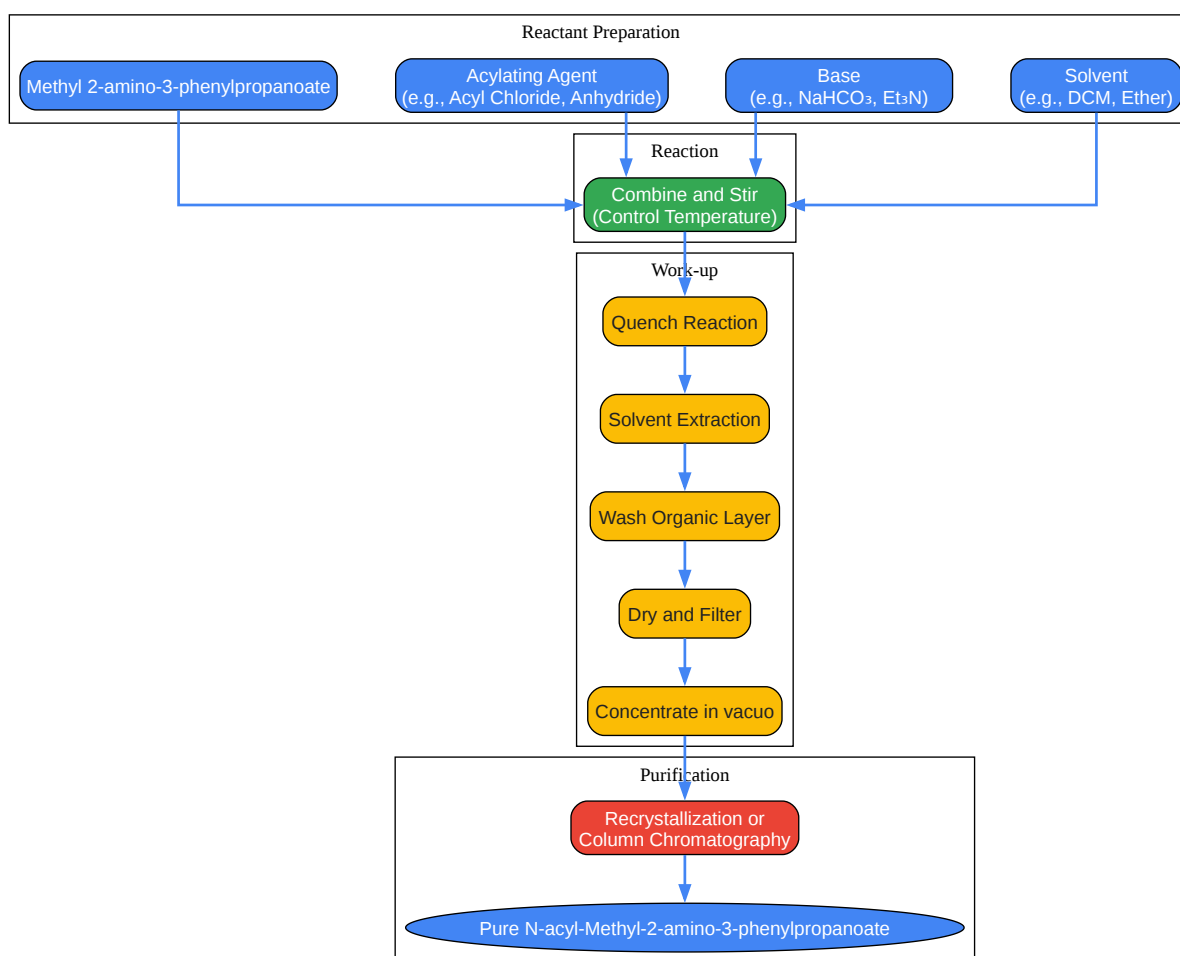 Reactant Preparation
Methyl 2-amino-3-phenylpropanoate
Acylating Agent
(e.g., Acyl Chloride, Anhydride)
Base
(e.g., NaHCO₃, Et₃N)
Solvent
(e.g., DCM, Ether)
Reaction
Combine and Stir
(Control Temperature)
Work-up
Quench Reaction
Solvent Extraction
Wash Organic Layer
Dry and Filter
Concentrate in vacuo
Purification
Recrystallization or
Column Chromatography
Pure N-acyl-Methyl-2-amino-3-phenylpropanoate